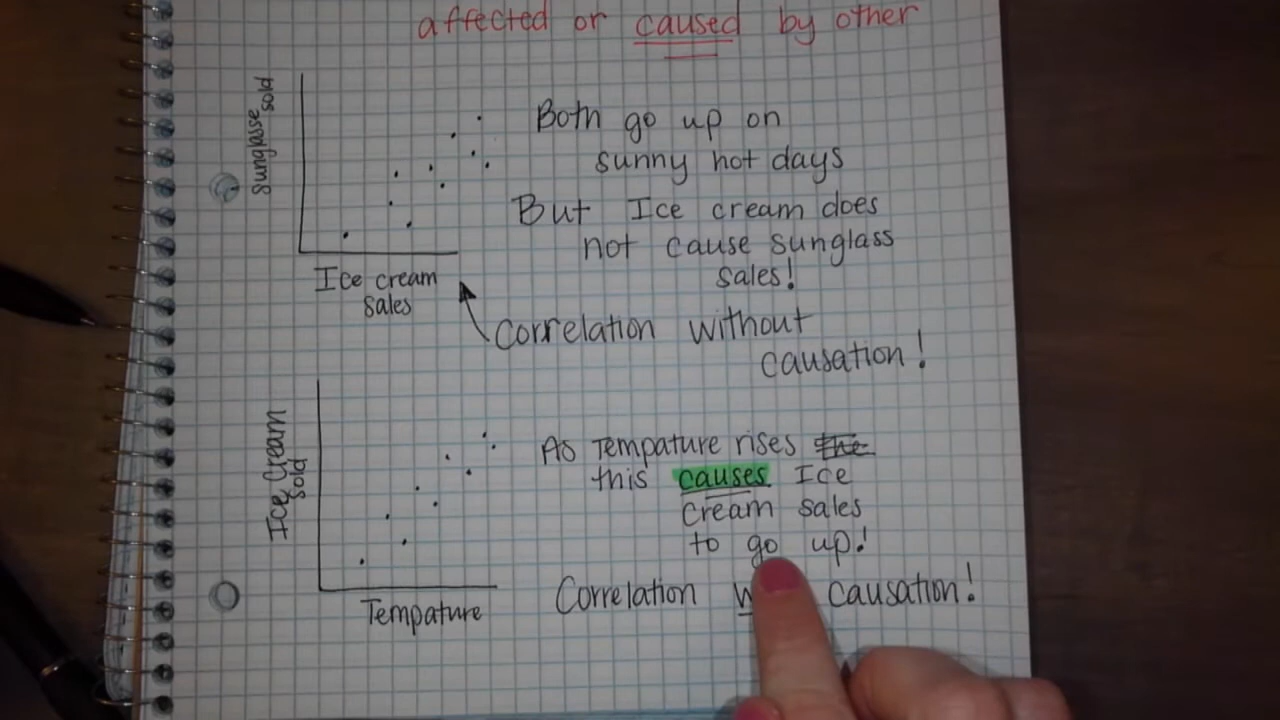 affected or caused by other
Sunglasse
sold
Both go up on
sunny hot days
But Ice cream does
not cause sunglass
sales!
Ice cream
sales
Correlation without
causation!
Ice Cream
sold
As Tempature rises the
this causes Ice
cream sales
to go up!
Tempature
Correlation causation!